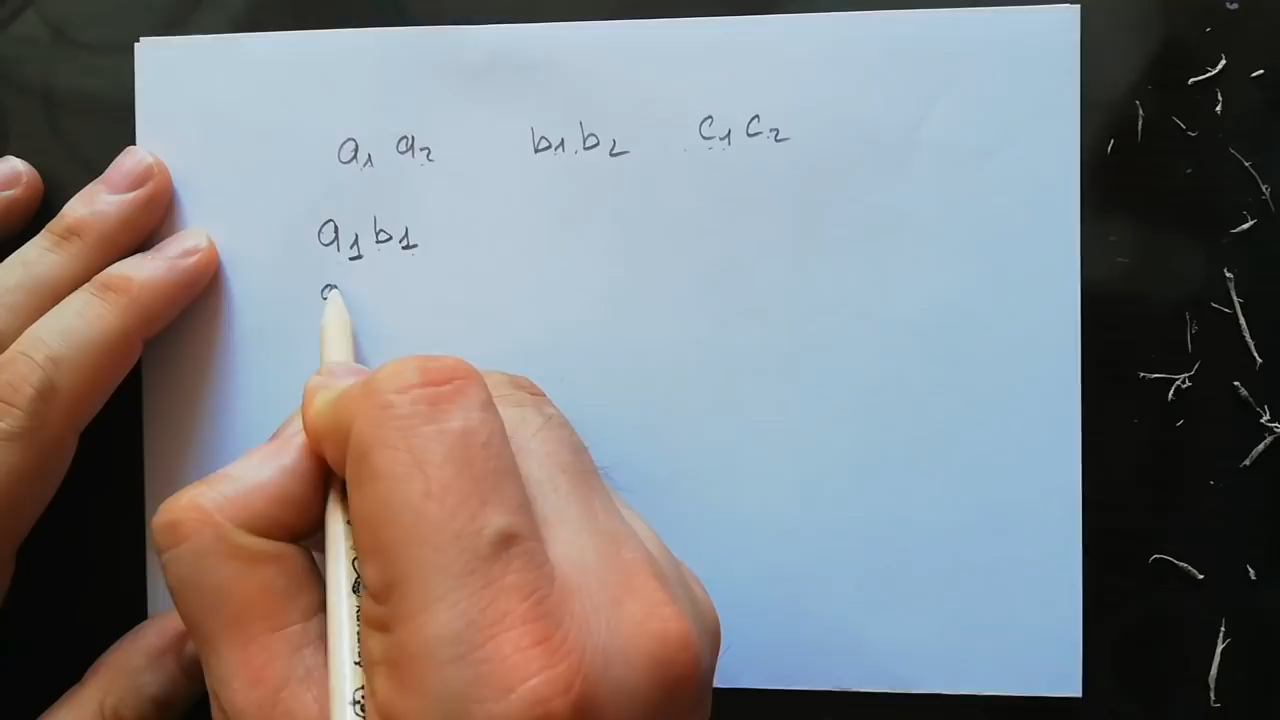 a₁ a₂ b₁ b₂ c₁ c₂
a₁ b₁
a